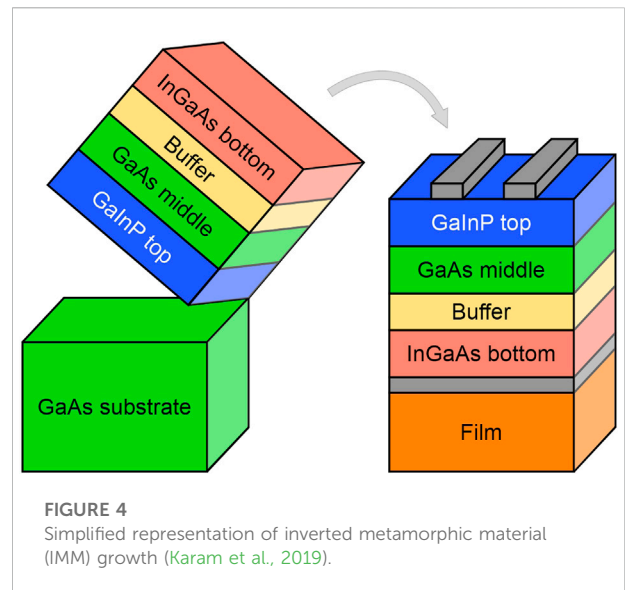 InGaAs bottom
Buffer
GaAs middle
GaInP top
GaAs substrate
GaInP top
GaAs middle
Buffer
InGaAs bottom
Film
FIGURE 4
Simplified representation of inverted metamorphic material
(IMM) growth (Karam et al., 2019).